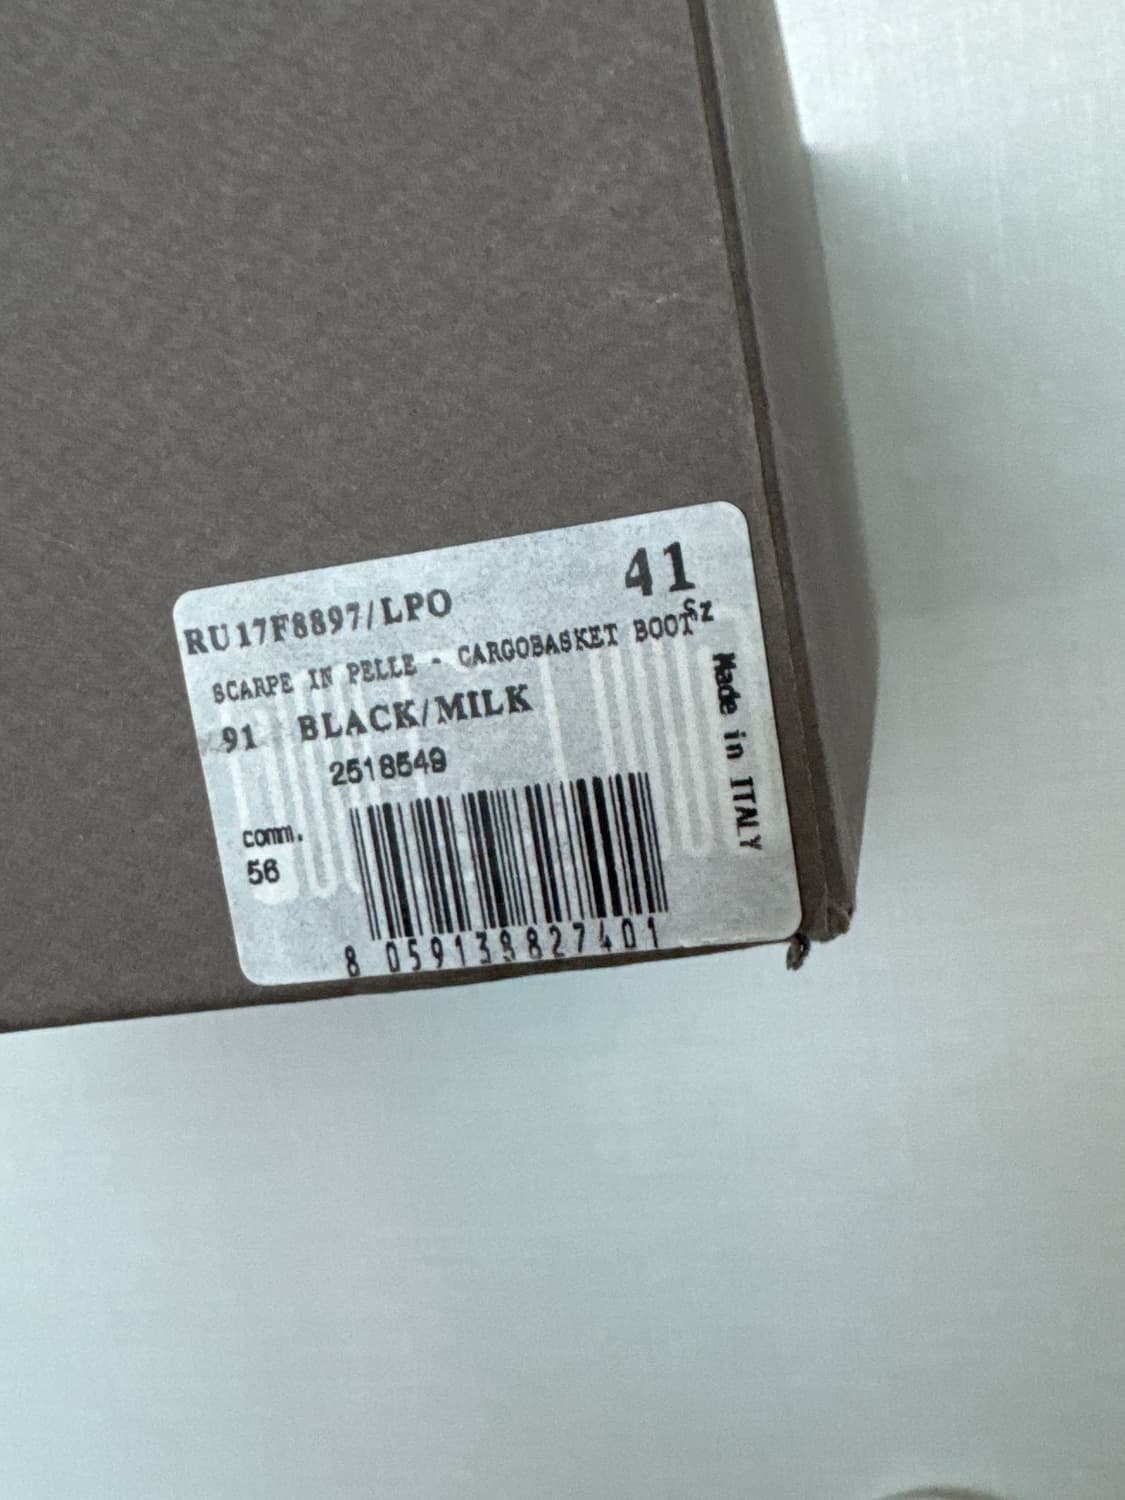 RU17F8897/LPO 41
SZ
SCARPE IN PELLE - CARGOBASKET BOOT
91 BLACK/MILK
2518549
comm.
56
Made in ITALY
8 059138827401